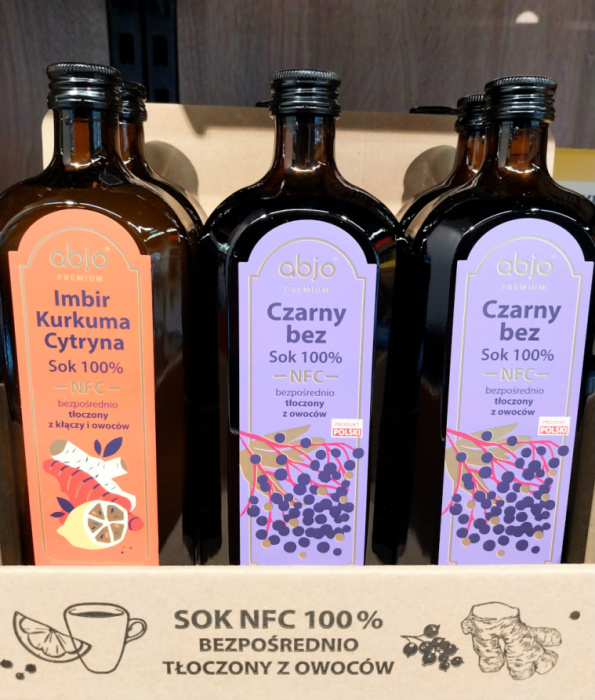 abjo
PREMIUM
Imbir
Kurkuma
Cytryna
Sok 100%
NFC
bezpośrednio
tłoczony
z kłączy i owoców
abjo
PREMIUM
Czarny
bez
Sok 100%
NFC
bezpośrednio
tłoczony
z owoców
PRODUKT
POLSKI
abjo
PREMIUM
Czarny
bez
Sok 100%
NFC
bezpośrednio
tłoczony
z owoców
PRODUKT
POLSKI
SOK NFC 100%
BEZPOŚREDNIO
TŁOCZONY Z OWOCÓW